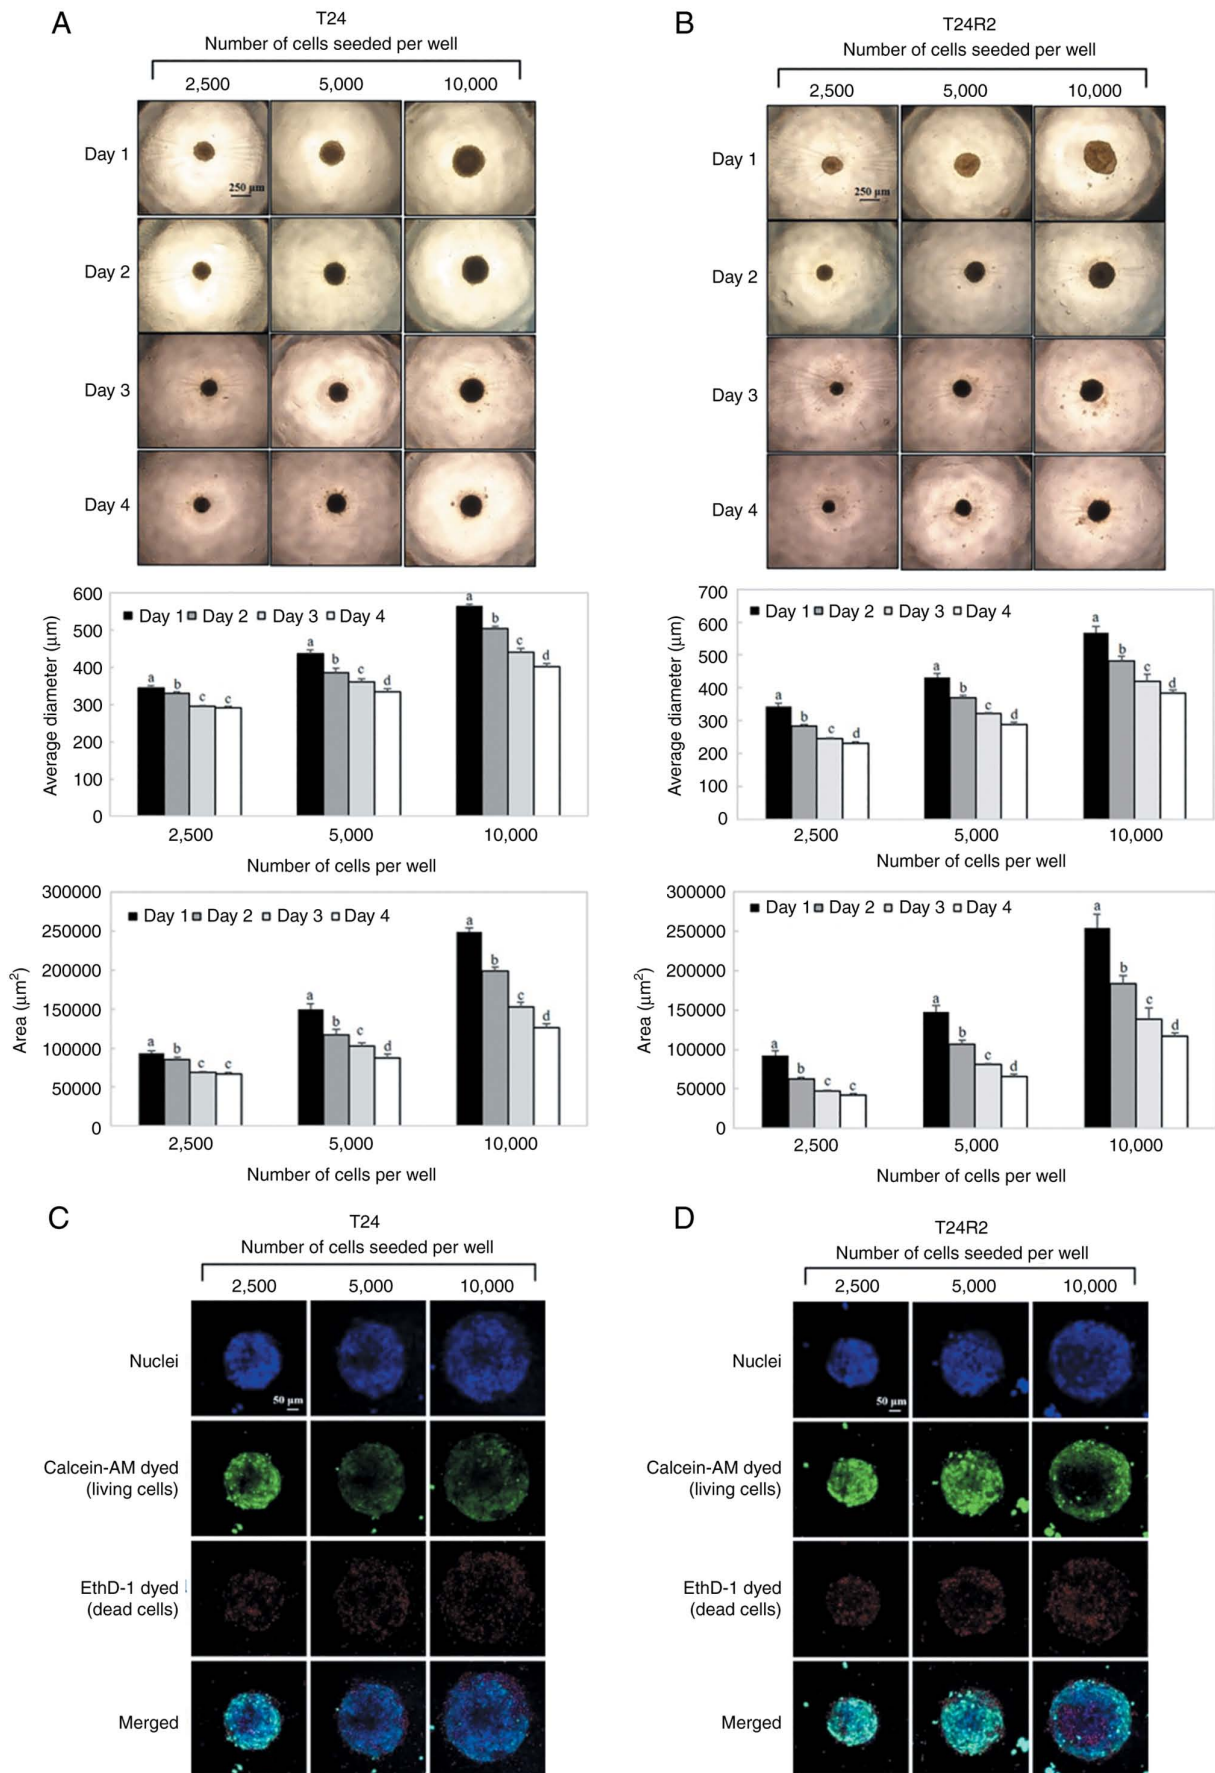 A
T24
Number of cells seeded per well
2,500 5,000 10,000
Day 1
250 µm
Day 2
Day 3
Day 4
600
500
400
300
200
100
0
Average diameter (µm)
Day 1 Day 2 Day 3 Day 4
a b c c
a b c d
a b c d
2,500 5,000 10,000
Number of cells per well
300000
250000
200000
150000
100000
50000
0
Area (µm²)
Day 1 Day 2 Day 3 Day 4
a b c c
a b c d
a b c d
2,500 5,000 10,000
Number of cells per well
B
T24R2
Number of cells seeded per well
2,500 5,000 10,000
Day 1
250 µm
Day 2
Day 3
Day 4
700
600
500
400
300
200
100
0
Average diameter (µm)
Day 1 Day 2 Day 3 Day 4
a b c d
a b c d
a b c d
2,500 5,000 10,000
Number of cells per well
300000
250000
200000
150000
100000
50000
0
Area (µm²)
Day 1 Day 2 Day 3 Day 4
a b c c
a b c d
a b c d
2,500 5,000 10,000
Number of cells per well
C
T24
Number of cells seeded per well
2,500 5,000 10,000
Nuclei
50 µm
Calcein-AM dyed
(living cells)
EthD-1 dyed
(dead cells)
Merged
D
T24R2
Number of cells seeded per well
2,500 5,000 10,000
Nuclei
50 µm
Calcein-AM dyed
(living cells)
EthD-1 dyed
(dead cells)
Merged